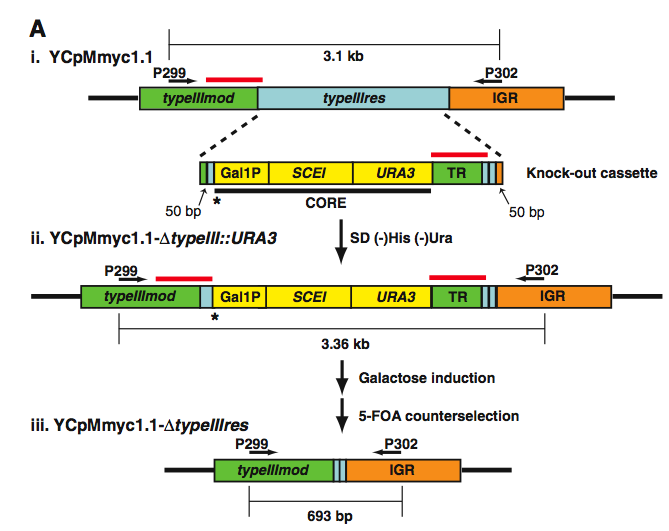 A
i. YCpMmyc1.1
3.1 kb
P299
P302
typeIIImod
typeIIIres
IGR
Gal1P
SCEI
URA3
TR
Knock-out cassette
50 bp
*
CORE
50 bp
ii. YCpMmyc1.1-ΔtypeIII::URA3
SD (-)His (-)Ura
P299
P302
typeIIImod
Gal1P
SCEI
URA3
TR
IGR
*
3.36 kb
Galactose induction
5-FOA counterselection
iii. YCpMmyc1.1-ΔtypeIIIres
P299
P302
typeIIImod
IGR
693 bp